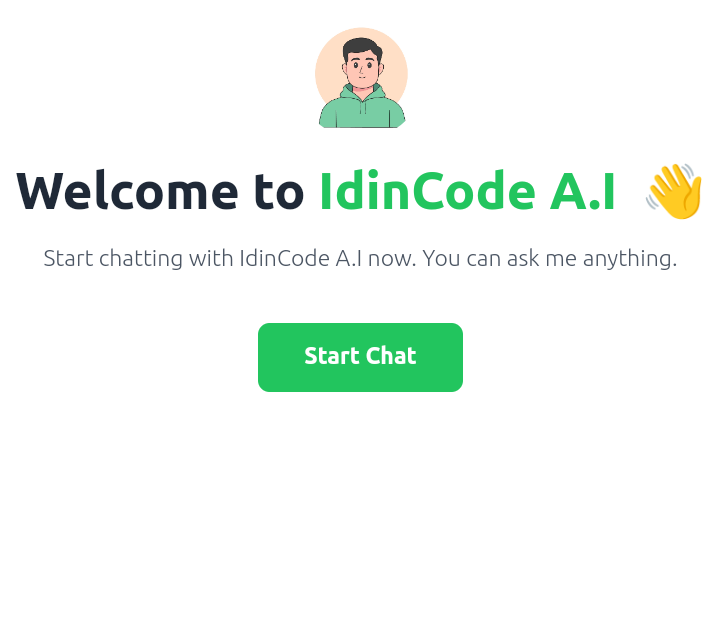 Welcome to IdinCode A.I 👋
Start chatting with IdinCode A.I now. You can ask me anything.
Start Chat